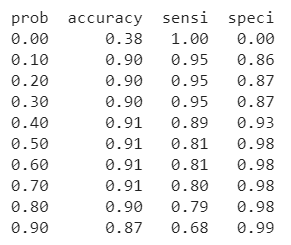 prob accuracy sensi speci
0.00 0.38 1.00 0.00
0.10 0.90 0.95 0.86
0.20 0.90 0.95 0.87
0.30 0.90 0.95 0.87
0.40 0.91 0.89 0.93
0.50 0.91 0.81 0.98
0.60 0.91 0.81 0.98
0.70 0.91 0.80 0.98
0.80 0.90 0.79 0.98
0.90 0.87 0.68 0.99